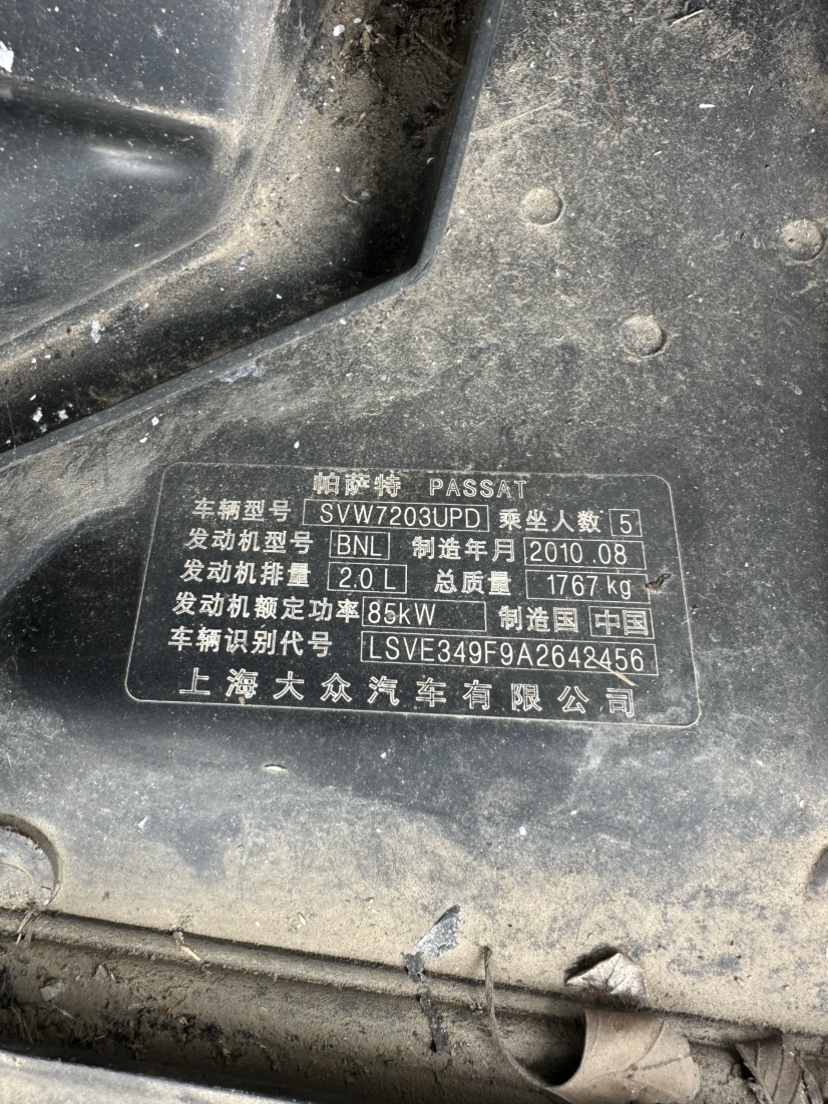 帕萨特 PASSAT
车辆型号 SVW7203UPD 乘坐人数 5
发动机型号 BNL 制造年月 2010.08
发动机排量 2.0 L 总质量 1767 kg
发动机额定功率 85kW 制造国 中国
车辆识别代号 LSVE349F9A2642456
上海大众汽车有限公司